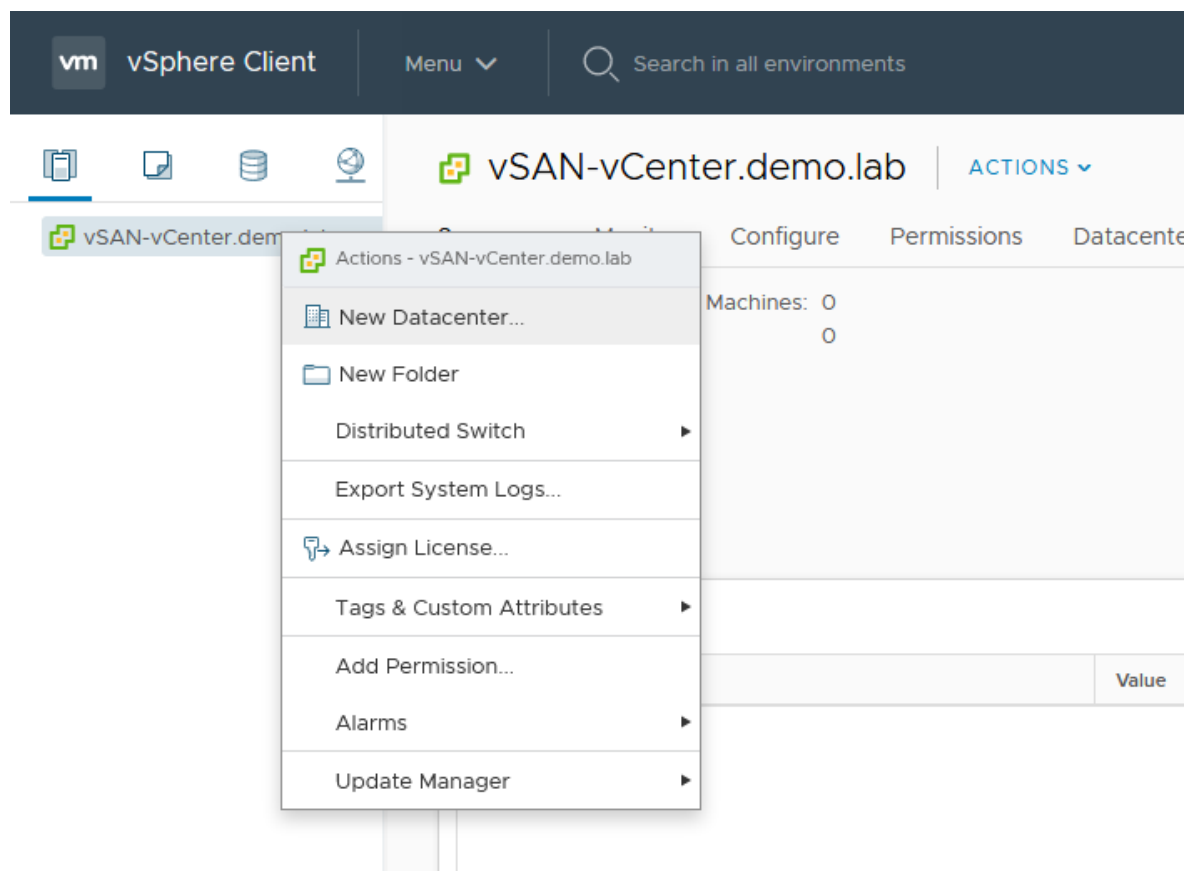 vm vSphere Client Menu Search in all environments
vSAN-vCenter.demo.lab ACTIONS
vSAN-vCenter.dem
Configure Permissions Datacente
Actions - vSAN-vCenter.demo.lab
Machines: 0
0
New Datacenter...
New Folder
Distributed Switch
Export System Logs...
Assign License...
Tags & Custom Attributes
Add Permission...
Value
Alarms
Update Manager